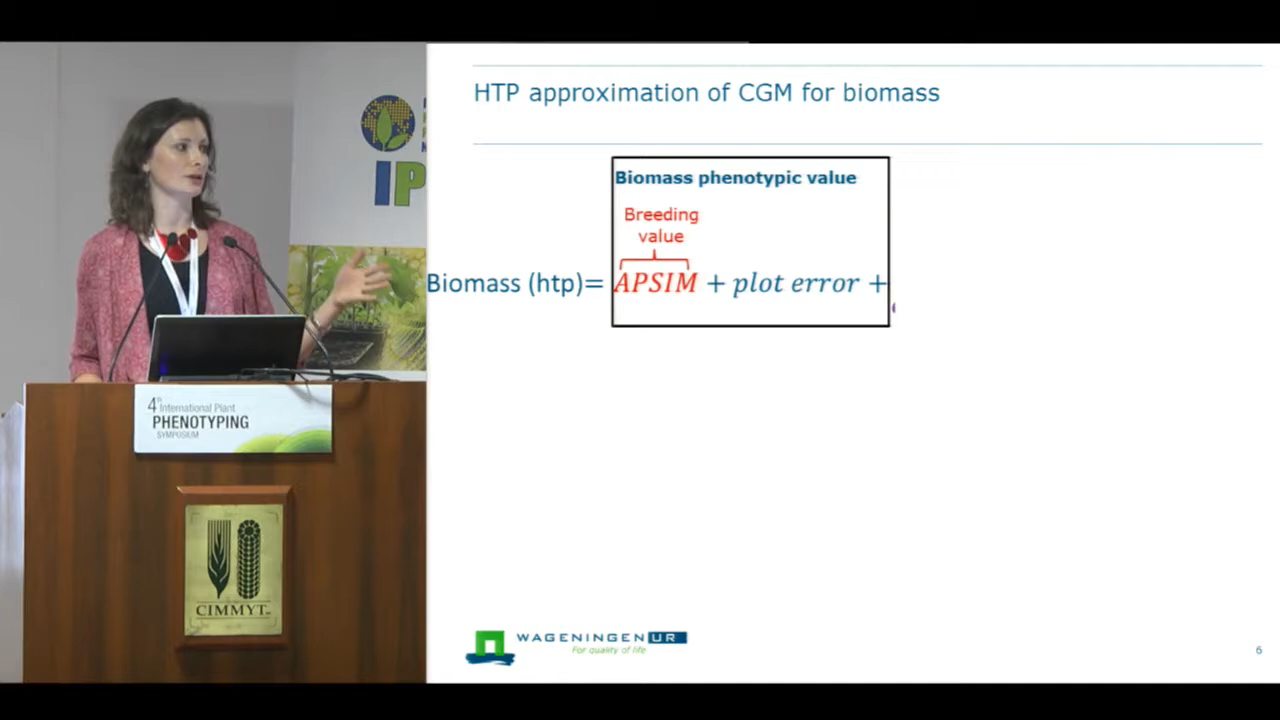 HTP approximation of CGM for biomass
Biomass phenotypic value
Breeding
value
Biomass (htp)= APSIM + plot error +
IP
4th International Plant
PHENOTYPING
SYMPOSIUM
CIMMYT
WAGENINGEN UR
For quality of life
6